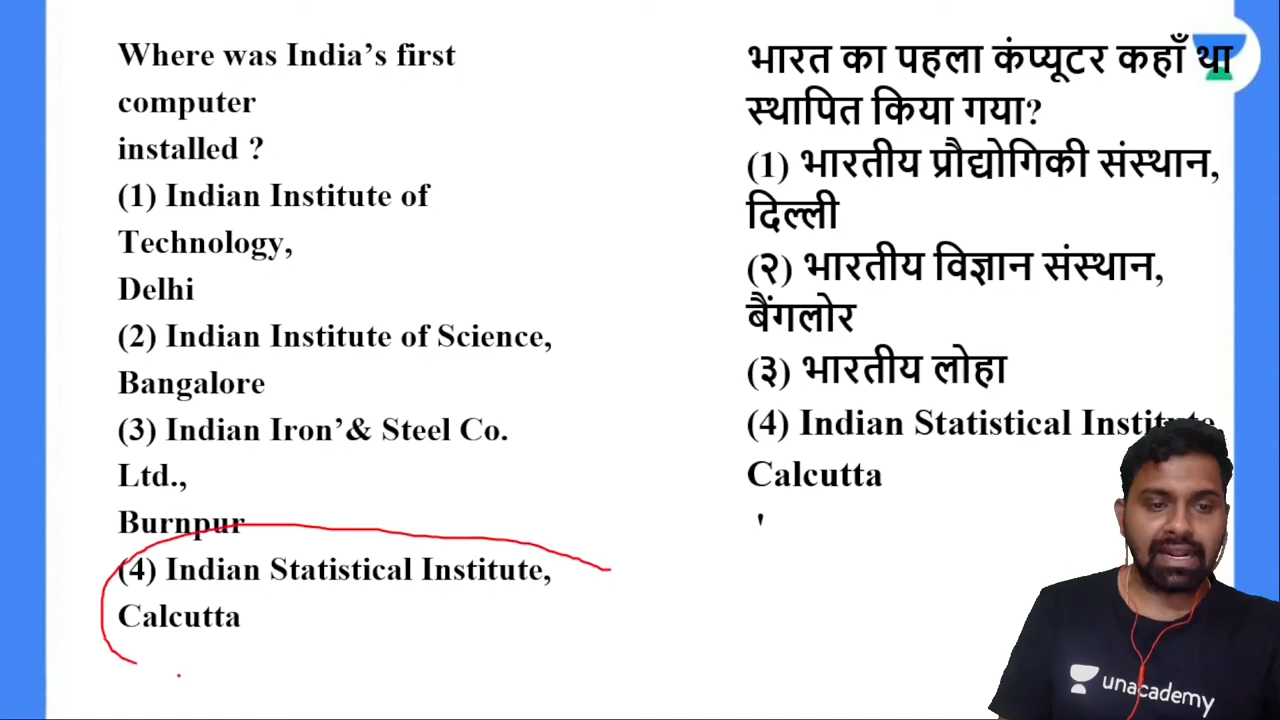 Where was India’s first
computer
installed ?
(1) Indian Institute of
Technology,
Delhi
(2) Indian Institute of Science,
Bangalore
(3) Indian Iron’& Steel Co.
Ltd.,
Burnpur
(4) Indian Statistical Institute,
Calcutta
भारत का पहला कंप्यूटर कहाँ था
स्थापित किया गया?
(1) भारतीय प्रौद्योगिकी संस्थान,
दिल्ली
(२) भारतीय विज्ञान संस्थान,
बैंगलोर
(३) भारतीय लोहा
(4) Indian Statistical Institute,
Calcutta
'
unacademy